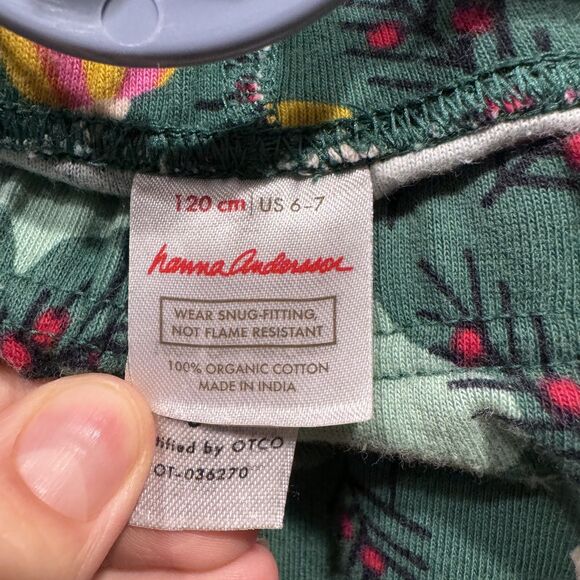 120 cm | US 6–7
hanna andersson
WEAR SNUG-FITTING,
NOT FLAME RESISTANT
100% ORGANIC COTTON
MADE IN INDIA
tified by OTCO
OT-036270